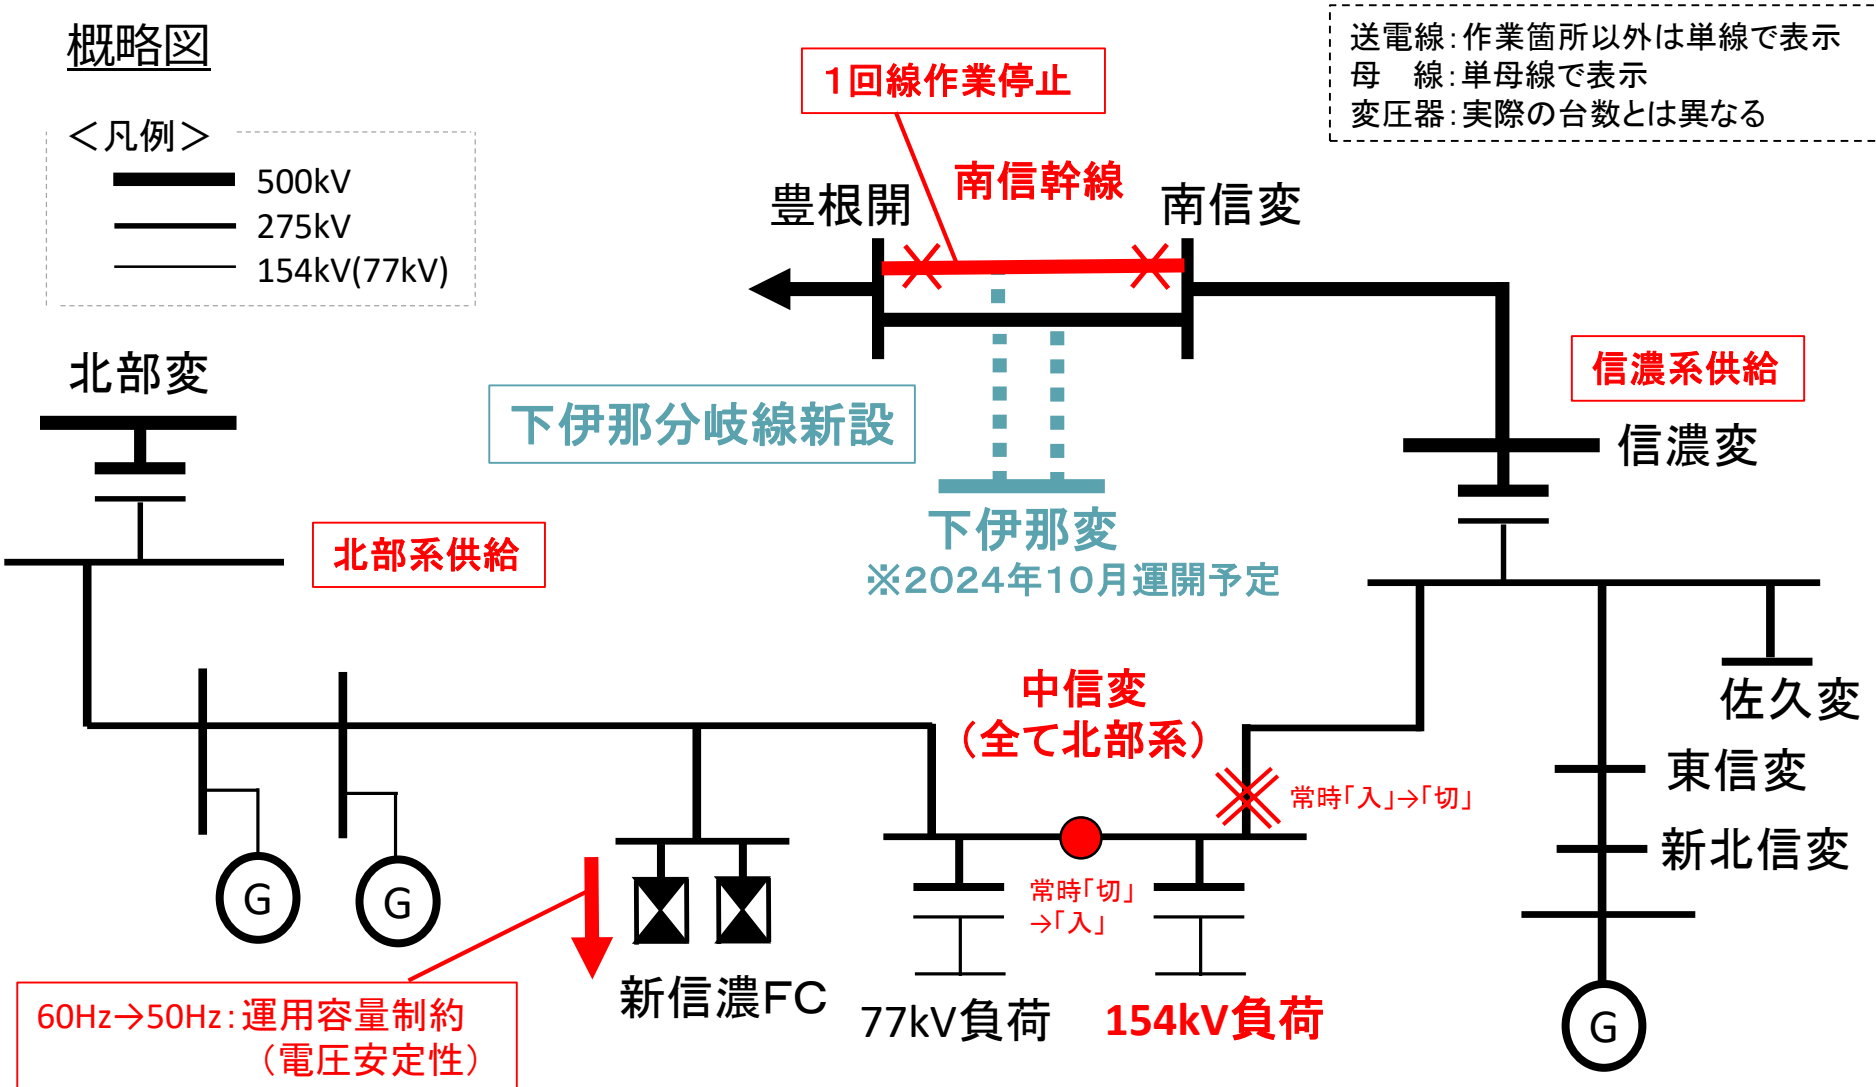 概略図
送電線：作業箇所以外は単線で表示
母　線：単母線で表示
変圧器：実際の台数とは異なる
＜凡例＞
500kV
275kV
154kV(77kV)
1回線作業停止
南信幹線
豊根開
南信変
北部変
下伊那分岐線新設
信濃系供給
信濃変
下伊那変
※2024年10月運開予定
北部系供給
中信変
（全て北部系）
佐久変
東信変
常時「入」→「切」
新北信変
常時「切」
→「入」
G
G
新信濃FC
77kV負荷
154kV負荷
G
60Hz→50Hz：運用容量制約
（電圧安定性）